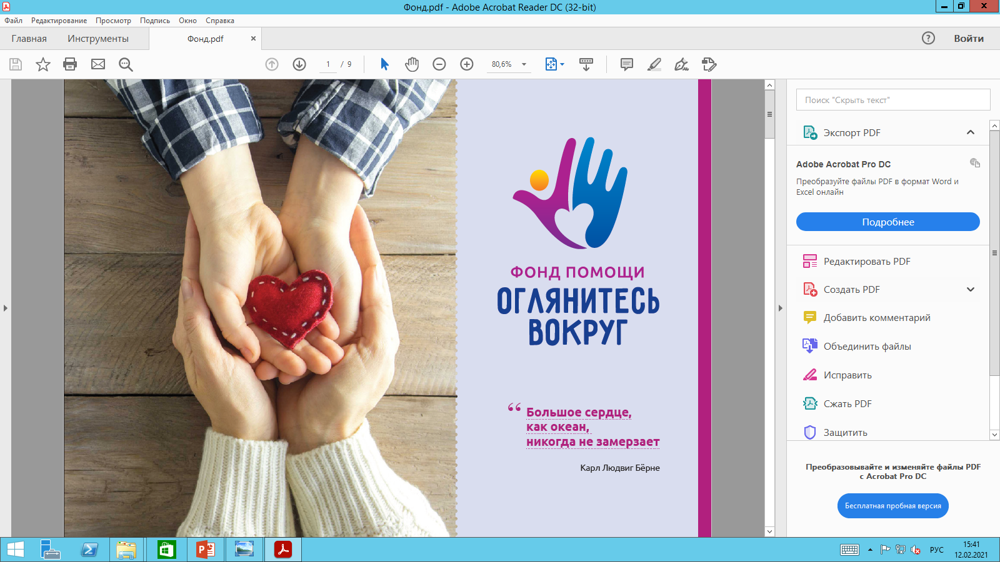 Фонд.pdf - Adobe Acrobat Reader DC (32-bit)
Файл Редактирование Просмотр Подпись Окно Справка
Главная Инструменты Фонд.pdf × ? Войти
1 / 9 80,6%
ФОНД ПОМОЩИ
ОГЛЯНИТЕСЬ
ВОКРУГ
“ Большое сердце,
как океан,
никогда не замерзает
Карл Людвиг Бёрне
Поиск "Скрыть текст"
Экспорт PDF
Adobe Acrobat Pro DC
Преобразуйте файлы PDF в формат Word и
Excel онлайн
Подробнее
Редактировать PDF
Создать PDF
Добавить комментарий
Объединить файлы
Исправить
Сжать PDF
Защитить
Преобразовывайте и изменяйте файлы PDF
с Acrobat Pro DC
Бесплатная пробная версия
РУС
15:41
12.02.2021